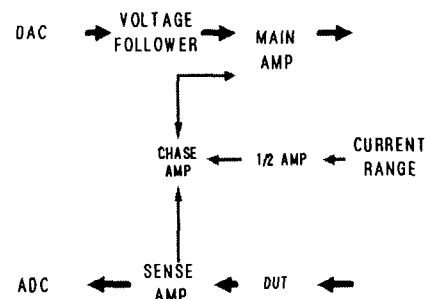 DAC
VOLTAGE
FOLLOWER
MAIN
AMP
CHASE
AMP
1/2 AMP
CURRENT
RANGE
ADC
SENSE
AMP
DUT